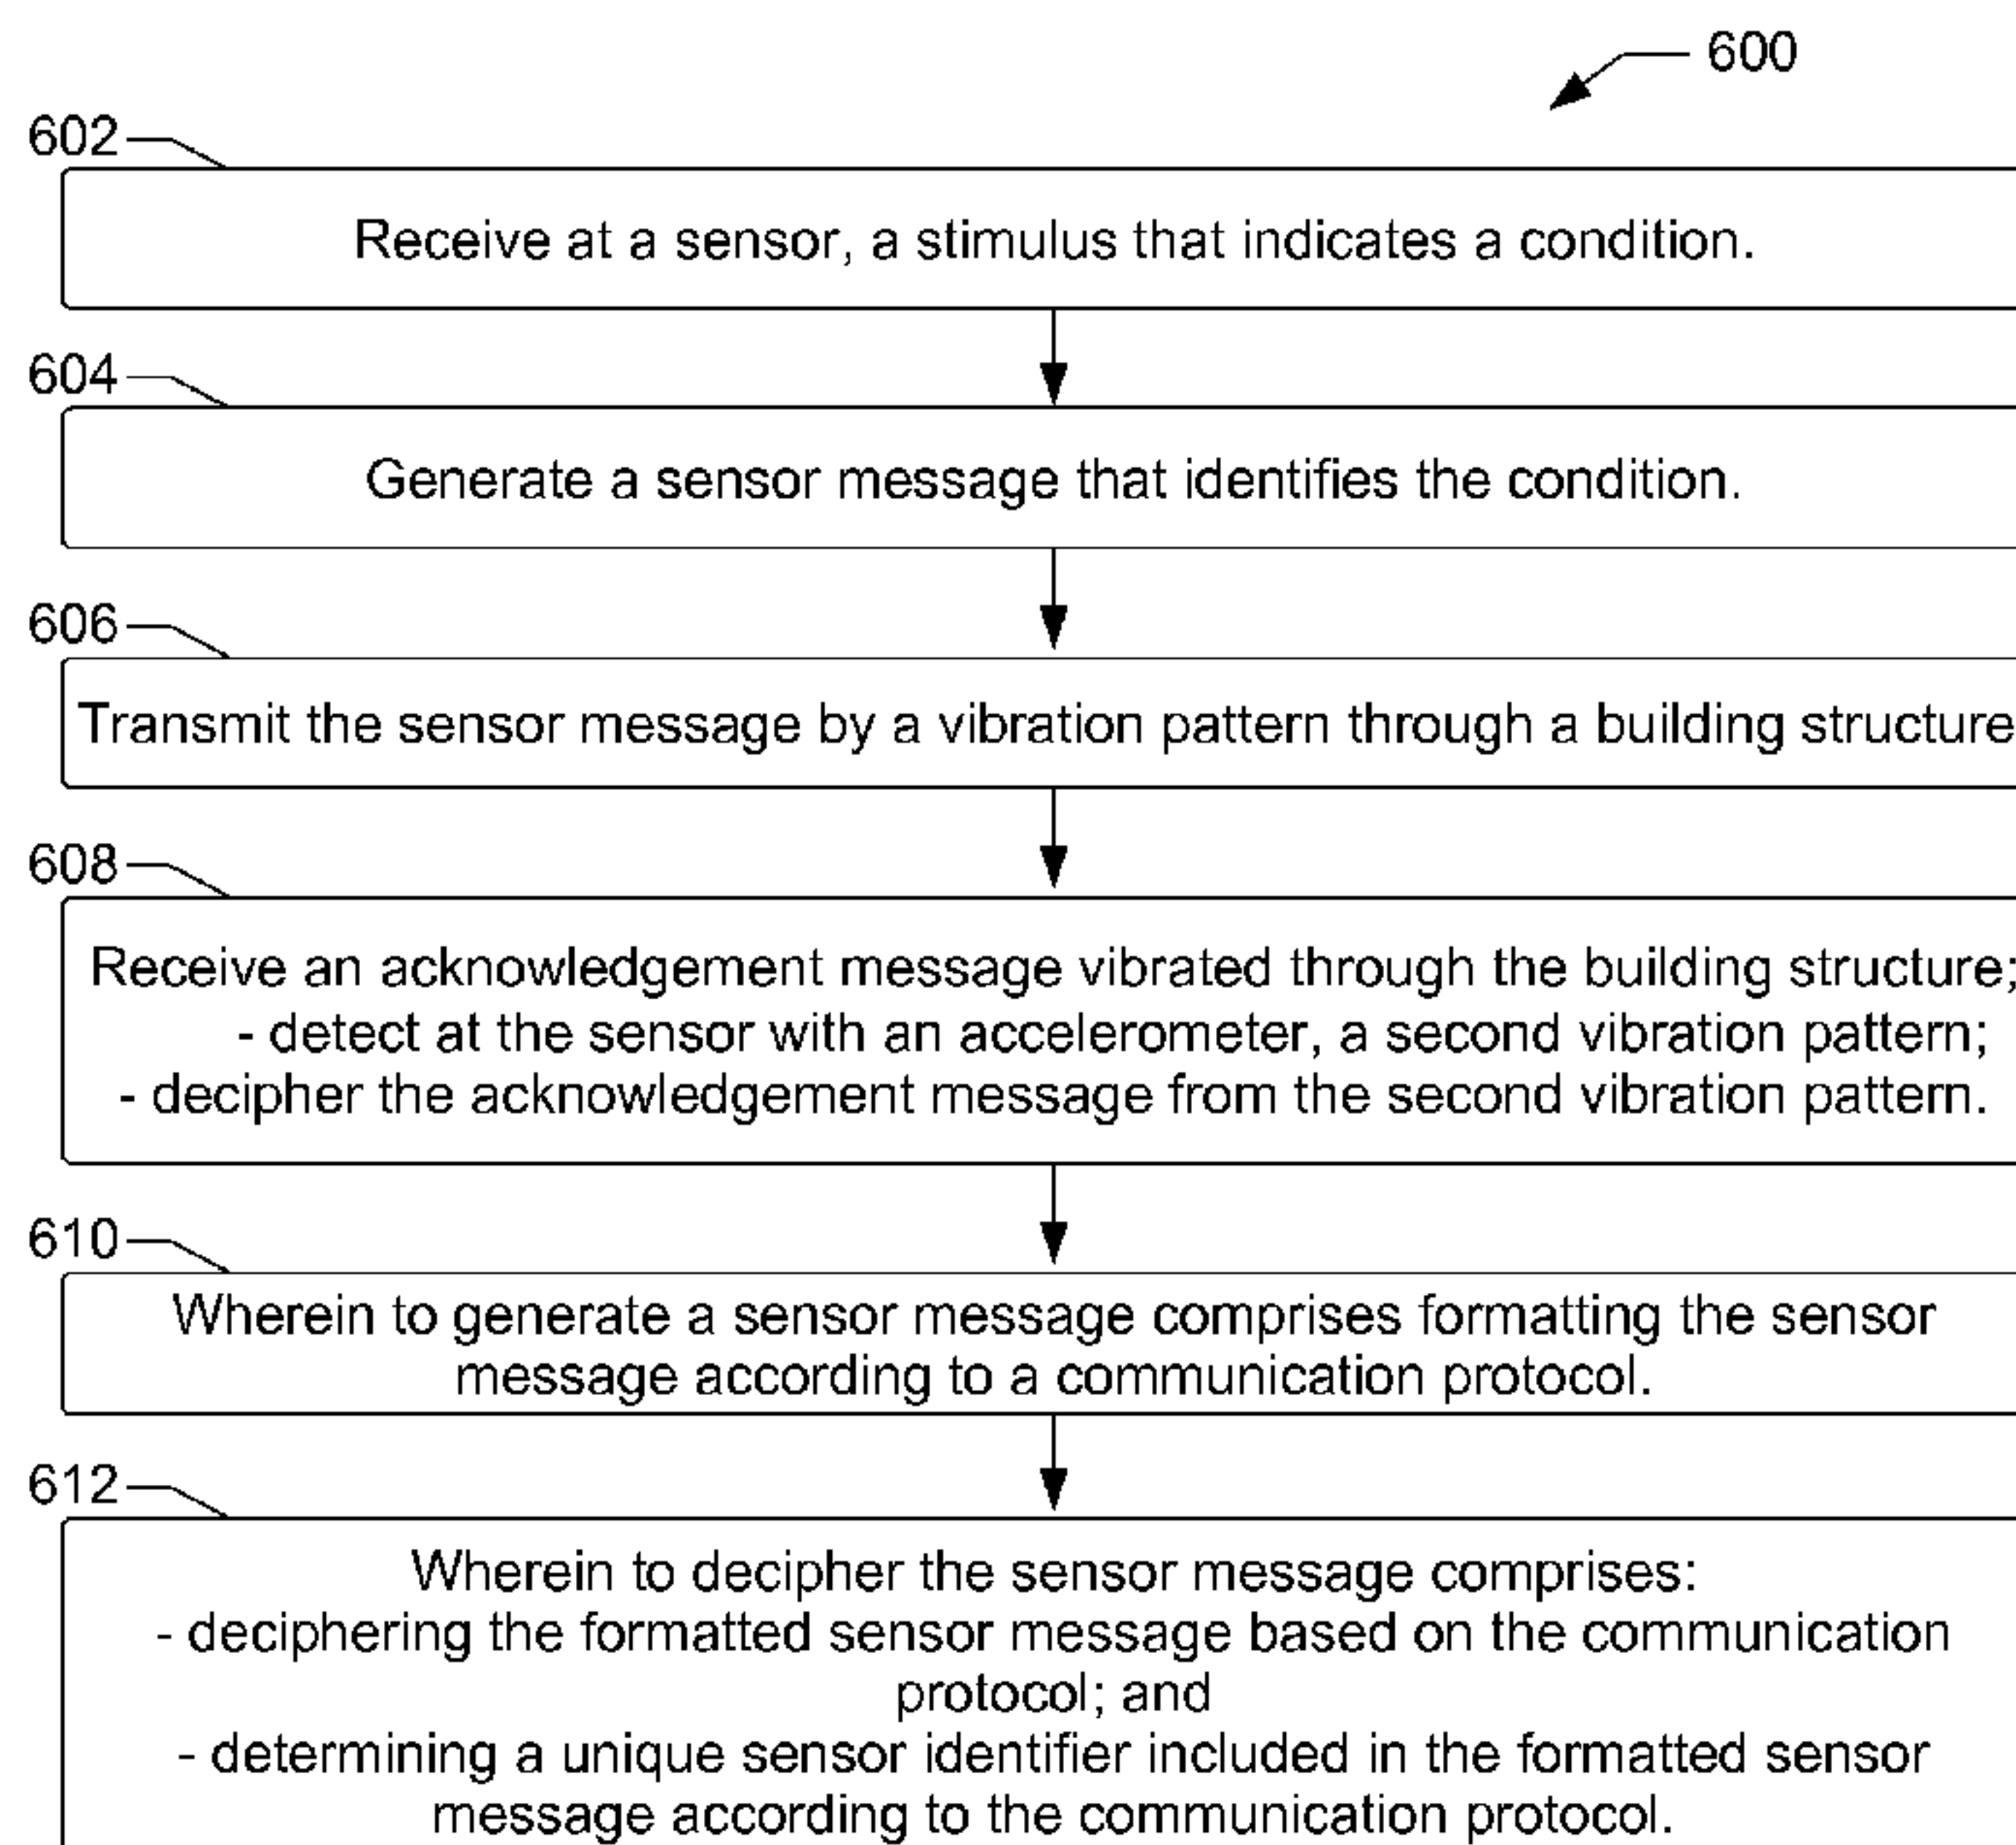 600
602
Receive at a sensor, a stimulus that indicates a condition.
604
Generate a sensor message that identifies the condition.
606
Transmit the sensor message by a vibration pattern through a building structure
608
Receive an acknowledgement message vibrated through the building structure;
- detect at the sensor with an accelerometer, a second vibration pattern;
- decipher the acknowledgement message from the second vibration pattern.
610
Wherein to generate a sensor message comprises formatting the sensor
message according to a communication protocol.
612
Wherein to decipher the sensor message comprises:
- deciphering the formatted sensor message based on the communication
protocol; and
- determining a unique sensor identifier included in the formatted sensor
message according to the communication protocol.